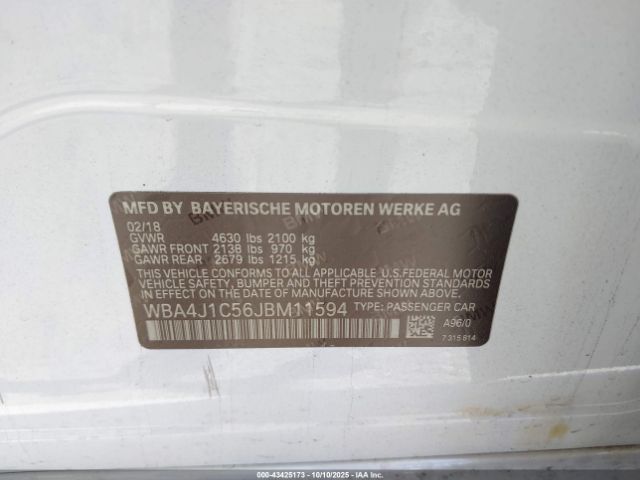 MFD BY BAYERISCHE MOTOREN WERKE AG
02/18
GVWR 4630 lbs 2100 kg
GAWR FRONT 2138 lbs 970 kg
GAWR REAR 2679 lbs 1215 kg
THIS VEHICLE CONFORMS TO ALL APPLICABLE U.S. FEDERAL MOTOR
VEHICLE SAFETY, BUMPER, AND THEFT PREVENTION STANDARDS
IN EFFECT ON THE DATE OF MANUFACTURE SHOWN ABOVE.
WBA4J1C56JBM11594 TYPE: PASSENGER CAR
A96/0
7 315 814
© - 43425173 - 10/10/2025 - IAAI.COM